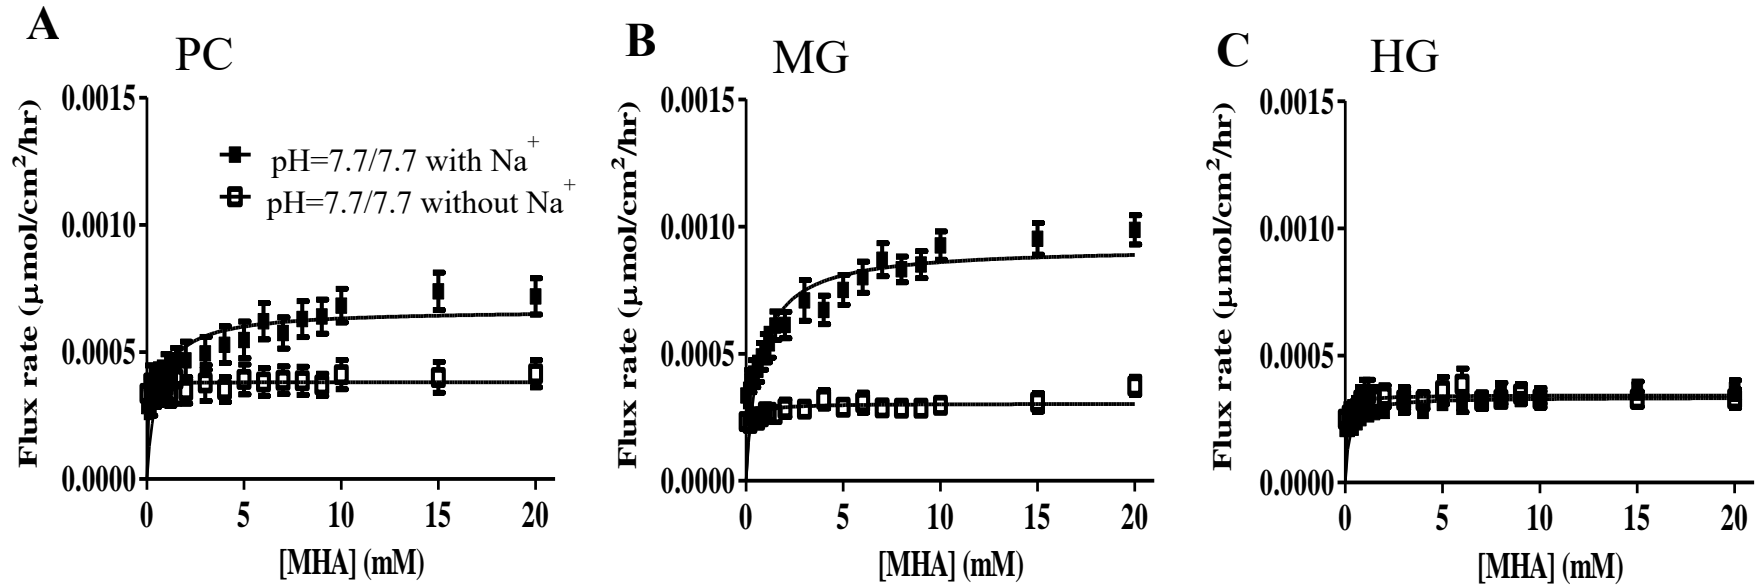 A
PC
0.0015
0.0010
0.0005
0.0000
Flux rate (μmol/cm²/hr)
pH=7.7/7.7 with Na⁺
pH=7.7/7.7 without Na⁺
0 5 10 15 20
[MHA] (mM)
B
MG
0.0015
0.0010
0.0005
0.0000
Flux rate (μmol/cm²/hr)
0 5 10 15 20
[MHA] (mM)
C
HG
0.0015
0.0010
0.0005
0.0000
Flux rate (μmol/cm²/hr)
0 5 10 15 20
[MHA] (mM)